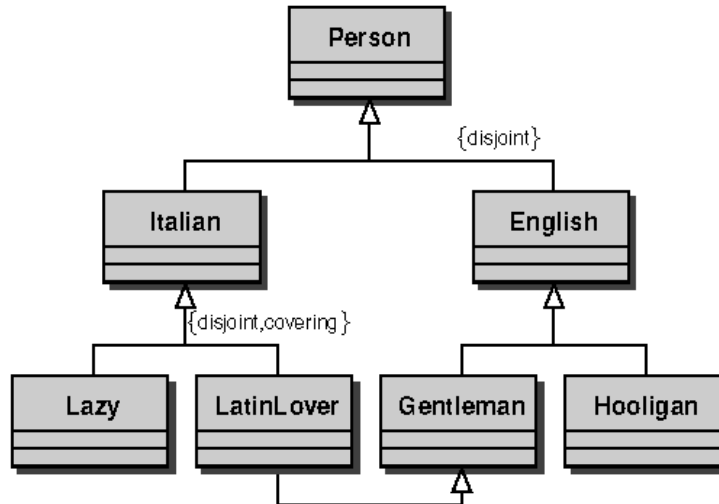 Person
{disjoint}
Italian
English
{disjoint,covering}
Lazy
LatinLover
Gentleman
Hooligan